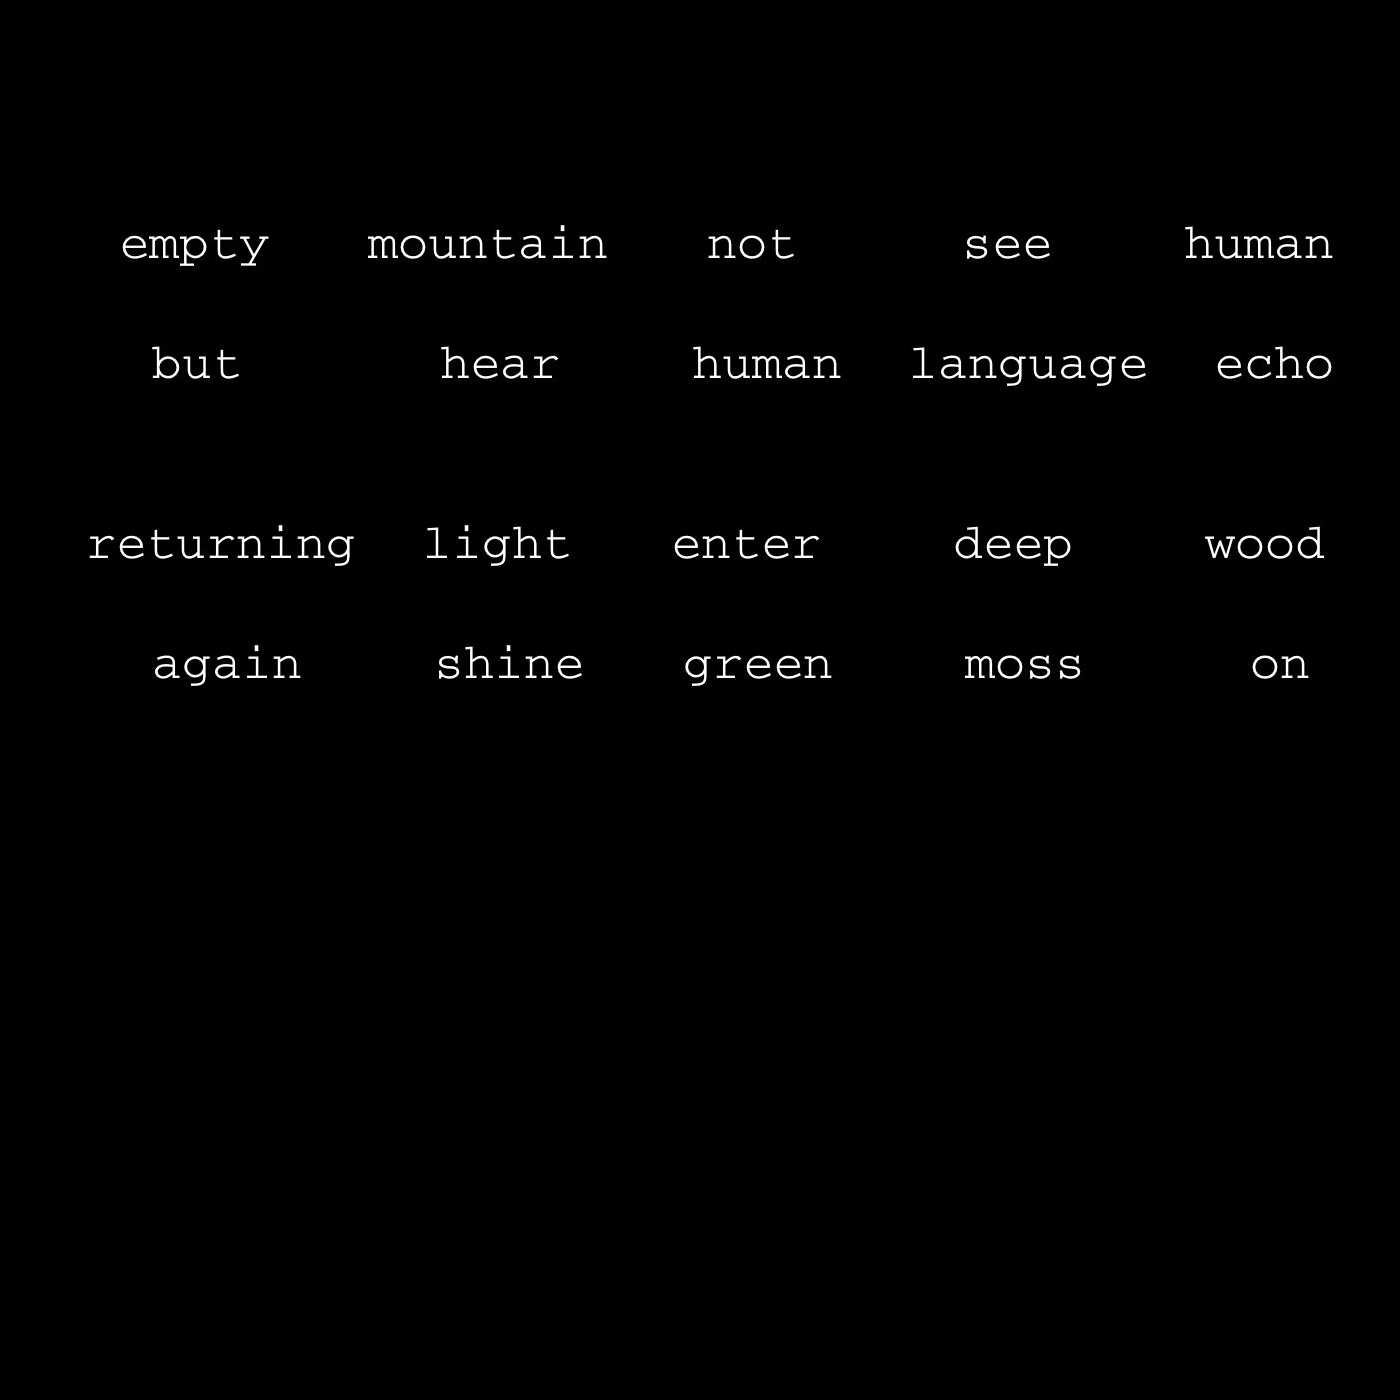 empty mountain not see human
but hear human language echo
returning light enter deep wood
again shine green moss on